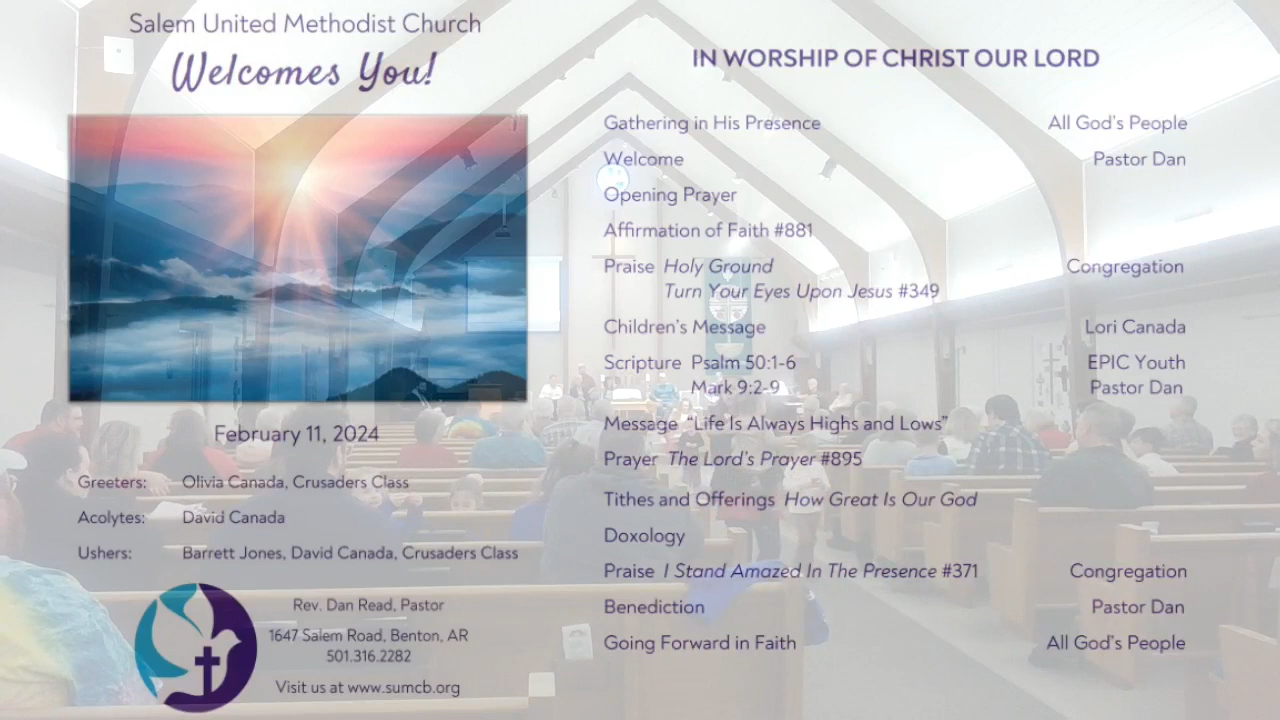 Salem United Methodist Church
Welcomes You!
February 11, 2024
Greeters: Olivia Canada, Crusaders Class
Acolytes: David Canada
Ushers: Barrett Jones, David Canada, Crusaders Class
Rev. Dan Read, Pastor
1647 Salem Road, Benton, AR
501.316.2282
Visit us at www.sumcb.org
IN WORSHIP OF CHRIST OUR LORD
Gathering in His Presence All God's People
Welcome Pastor Dan
Opening Prayer
Affirmation of Faith #881
Praise Holy Ground Congregation
Turn Your Eyes Upon Jesus #349
Children's Message Lori Canada
Scripture Psalm 50:1-6 EPIC Youth
Mark 9:2-9 Pastor Dan
Message "Life Is Always Highs and Lows"
Prayer The Lord's Prayer #895
Tithes and Offerings How Great Is Our God
Doxology
Praise I Stand Amazed In The Presence #371 Congregation
Benediction Pastor Dan
Going Forward in Faith All God's People